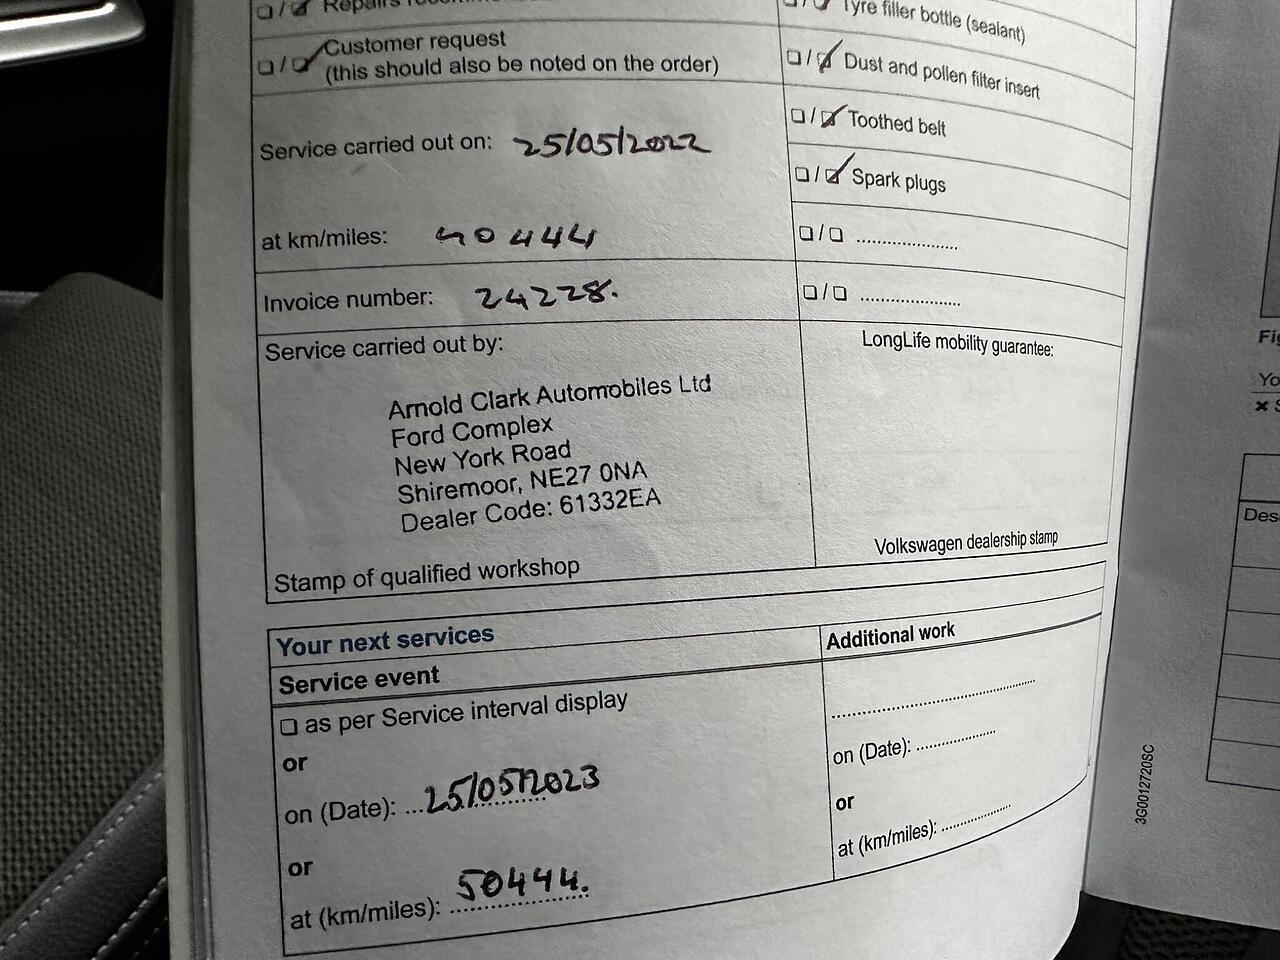 Repairs
Customer request
(this should also be noted on the order)
Service carried out on: 25/05/2022
at km/miles: 40444
Invoice number: 24228.
Service carried out by:
Arnold Clark Automobiles Ltd
Ford Complex
New York Road
Shiremoor, NE27 0NA
Dealer Code: 61332EA
Stamp of qualified workshop
Tyre filler bottle (sealant)
Dust and pollen filter insert
Toothed belt
Spark plugs
LongLife mobility guarantee:
Volkswagen dealership stamp
Your next services
Service event
as per Service interval display
or
on (Date): 25/05/2023
or
at (km/miles): 50444.
Additional work
on (Date):
or
at (km/miles):
3G0012720SC